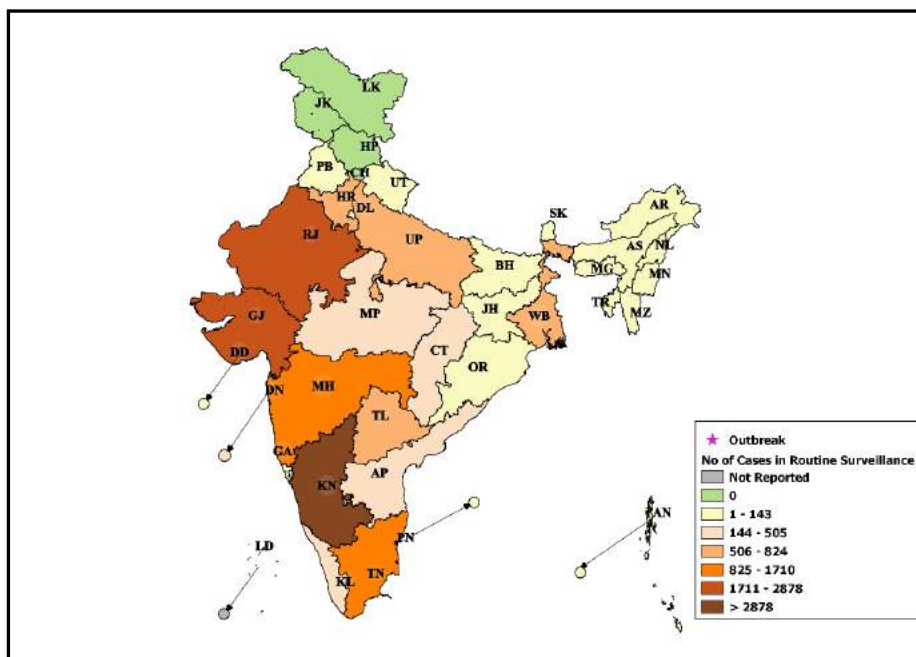 LK
JK
HP
CH
PB
UT
HR
DL
RJ
UP
SK
AR
AS
NL
BH
MG
MN
TR
MZ
JH
WB
GJ
MP
CT
OR
DD
DN
MH
TL
GA
AP
KN
PN
AN
LD
KL
TN
Outbreak
No of Cases in Routine Surveillance
Not Reported
0
1 - 143
144 - 505
506 - 824
825 - 1710
1711 - 2878
> 2878